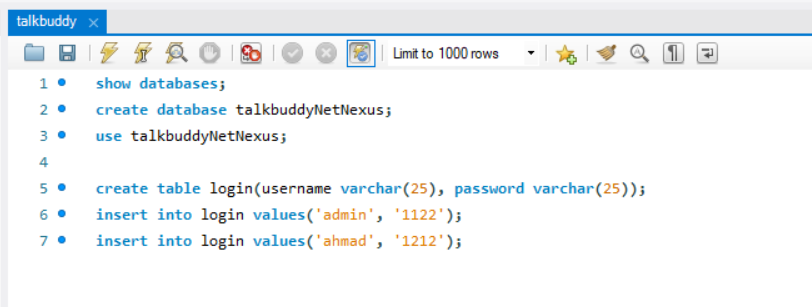 talkbuddy ×
Limit to 1000 rows
1 show databases;
2 create database talkbuddyNetNexus;
3 use talkbuddyNetNexus;
4
5 create table login(username varchar(25), password varchar(25));
6 insert into login values('admin', '1122');
7 insert into login values('ahmad', '1212');